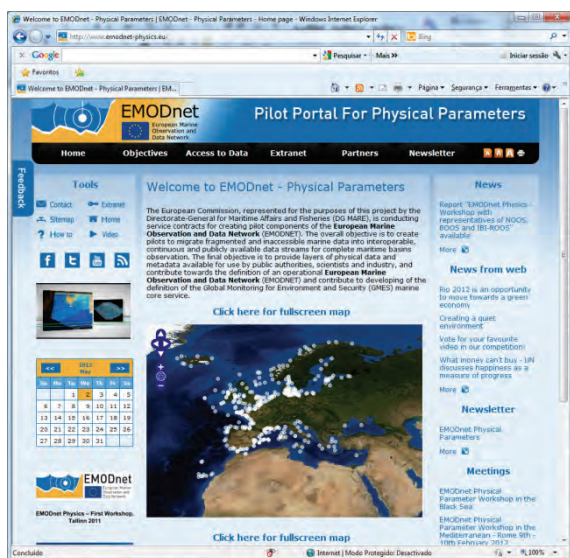 Welcome to EMODnet - Physical Parameters | EMODnet - Physical Parameters - Home page - Windows Internet Explorer
http://www.emodnet-physics.eu/
Bing
Google
Pesquisar
Mais >>
Iniciar sessão
Favoritos
Welcome to EMODnet - Physical Parameters | EM...
Página
Segurança
Ferramentas
EMODnet
European Marine
Observation and
Data Network
Pilot Portal For Physical Parameters
Home Objectives Access to Data Extranet Partners Newsletter A A A
Feedback
Tools
Contact Extranet
Sitemap Home
How to Video
2012
May
<< >>
Su Mo Tu We Th Fr Sa
1 2 3 4 5
6 7 8 9 10 11 12
13 14 15 16 17 18 19
20 21 22 23 24 25 26
27 28 29 30 31
EMODnet
European Marine
Observation and
Data Network
EMODnet Physics – First Workshop,
Tallinn 2011
Welcome to EMODnet - Physical Parameters
The European Commission, represented for the purposes of this project by the
Directorate-General for Maritime Affairs and Fisheries (DG MARE), is conducting
service contracts for creating pilot components of the European Marine
Observation and Data Network (EMODNET). The overall objective is to create
pilots to migrate fragmented and inaccessible marine data into interoperable,
continuous and publicly available data streams for complete maritime basins
observation. The final objective is to provide layers of physical data and
metadata available for use by public authorities, scientists and industry, and
contribute towards the definition of an operational European Marine
Observation and Data Network (EMODNET) and contribute to developing of the
definition of the Global Monitoring for Environment and Security (GMES) marine
core service.
Click here for fullscreen map
Click here for fullscreen map
News
Report "EMODnet Physics -
Workshop with
representatives of NOOS,
BOOS and IBI-ROOS"
available
More
News from web
Rio 2012 is an opportunity
to move towards a green
economy
Creating a quiet
environment
Vote for your favourite
video in our competition!
What money can't buy - UN
discusses happiness as a
measure of progress
More
Newsletter
EMODnet Physical
Parameters
More
Meetings
EMODnet Physical
Parameter Workshop in the
Black Sea
EMODnet Physical
Parameter Workshop in the
Mediterranean - Rome 9th -
10th February 2012
Concluído
Internet | Modo Protegido: Desactivado
100%